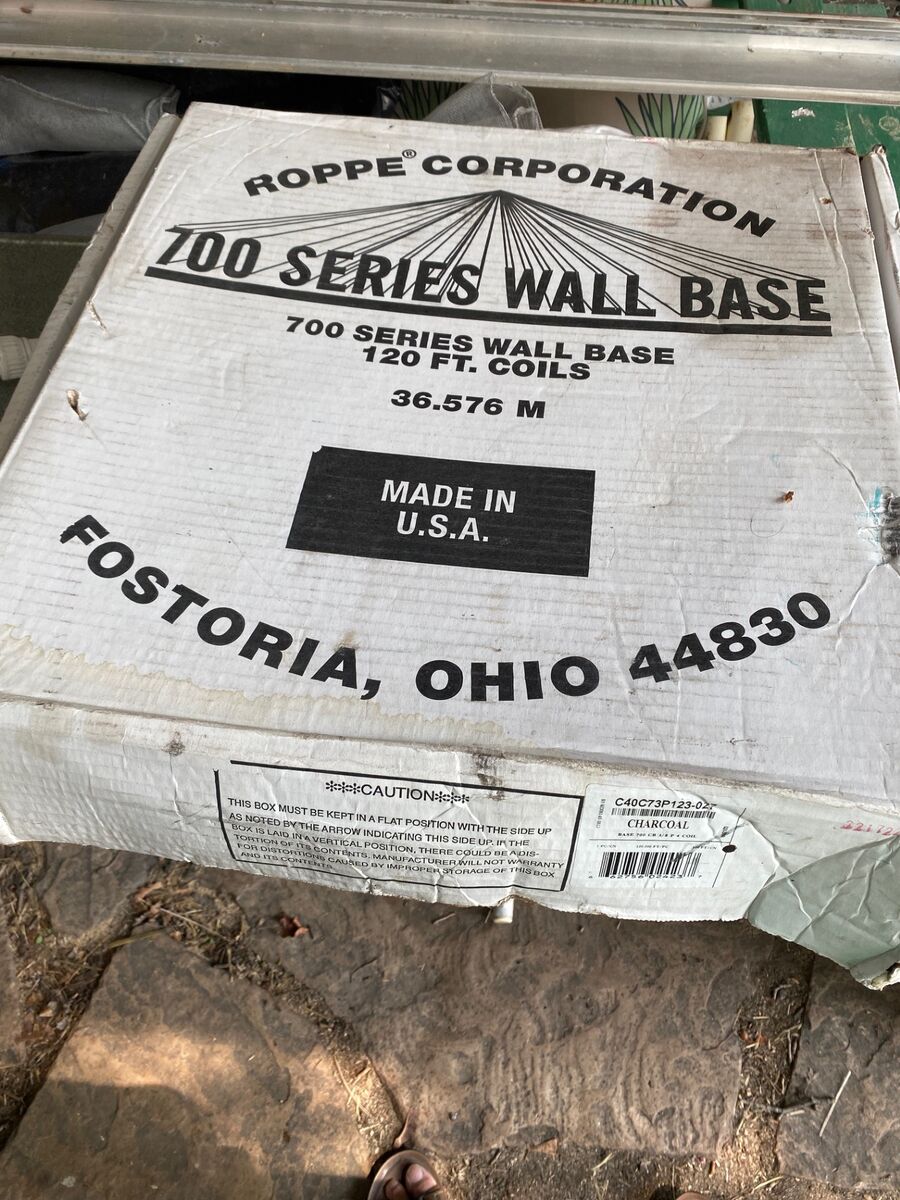 ROPPE® CORPORATION
700 SERIES WALL BASE
700 SERIES WALL BASE
120 FT. COILS
36.576 M
MADE IN
U.S.A.
FOSTORIA, OHIO 44830
***CAUTION***
THIS BOX MUST BE KEPT IN A FLAT POSITION WITH THE SIDE UP
AS NOTED BY THE ARROW INDICATING THIS SIDE UP. IF THE
BOX IS LAID IN A VERTICAL POSITION, THERE COULD BE A DIS-
TORTION OF ITS CONTENTS. MANUFACTURER WILL NOT WARRANTY
FOR DISTORTIONS CAUSED BY IMPROPER STORAGE OF THIS BOX
AND ITS CONTENTS.
C40C73P123-02
CHARCOAL